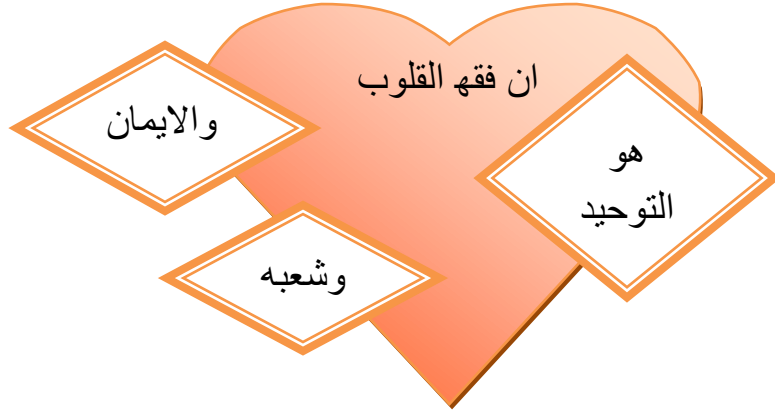 ان فقه القلوب
هو
التوحيد
والايمان
وشعبه